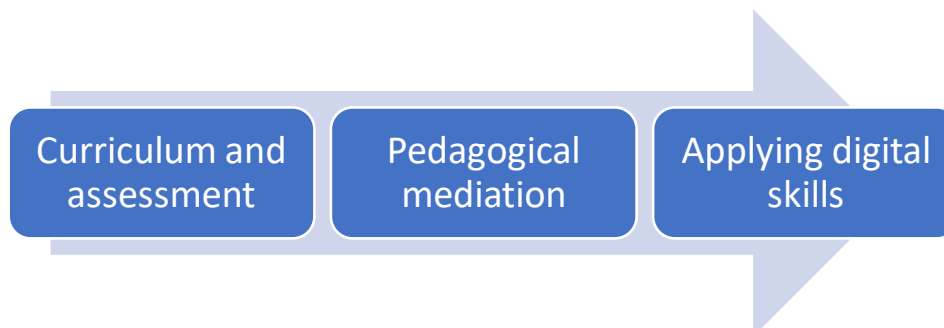 Curriculum and
assessment
Pedagogical
mediation
Applying digital
skills